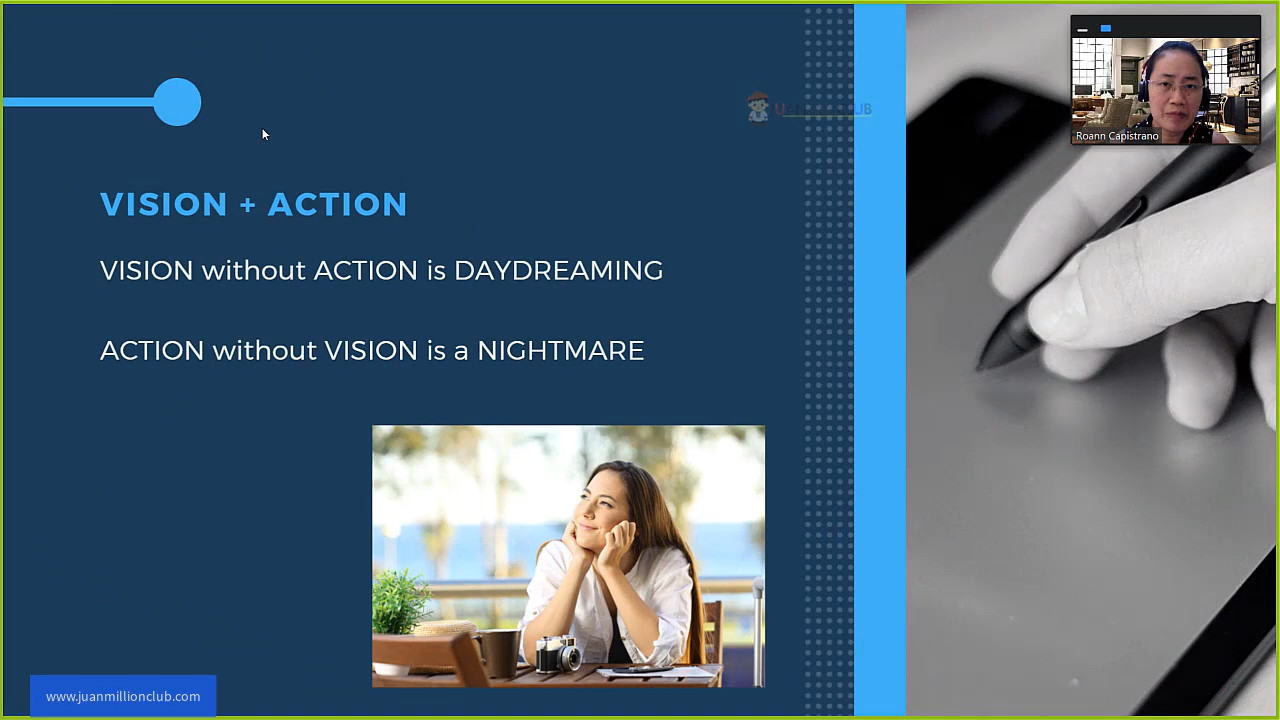 VISION + ACTION
VISION without ACTION is DAYDREAMING
ACTION without VISION is a NIGHTMARE
Roann Capistrano
www.juanmillionclub.com